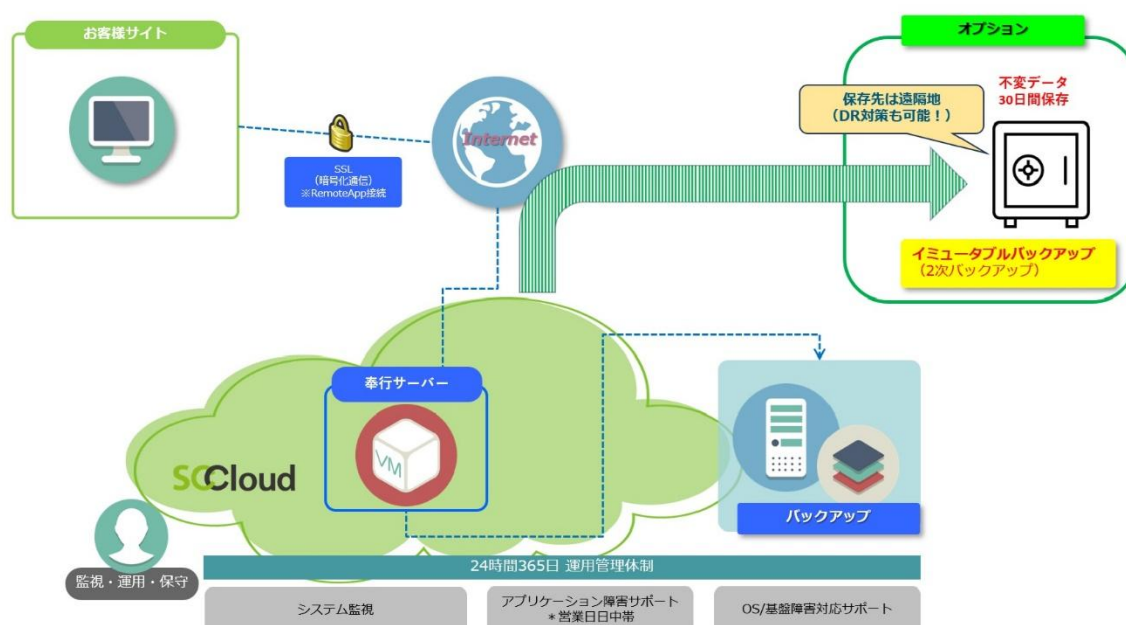 お客様サイト
オプション
不変データ
30日間保存
保存先は遠隔地
（DR対策も可能！）
Internet
SSL
（暗号化通信）
※RemoteApp接続
イミュータブルバックアップ
（2次バックアップ）
奉行サーバー
VM
SCCloud
バックアップ
監視・運用・保守
24時間365日 運用管理体制
システム監視
アプリケーション障害サポート
＊営業日日中帯
OS/基盤障害対応サポート